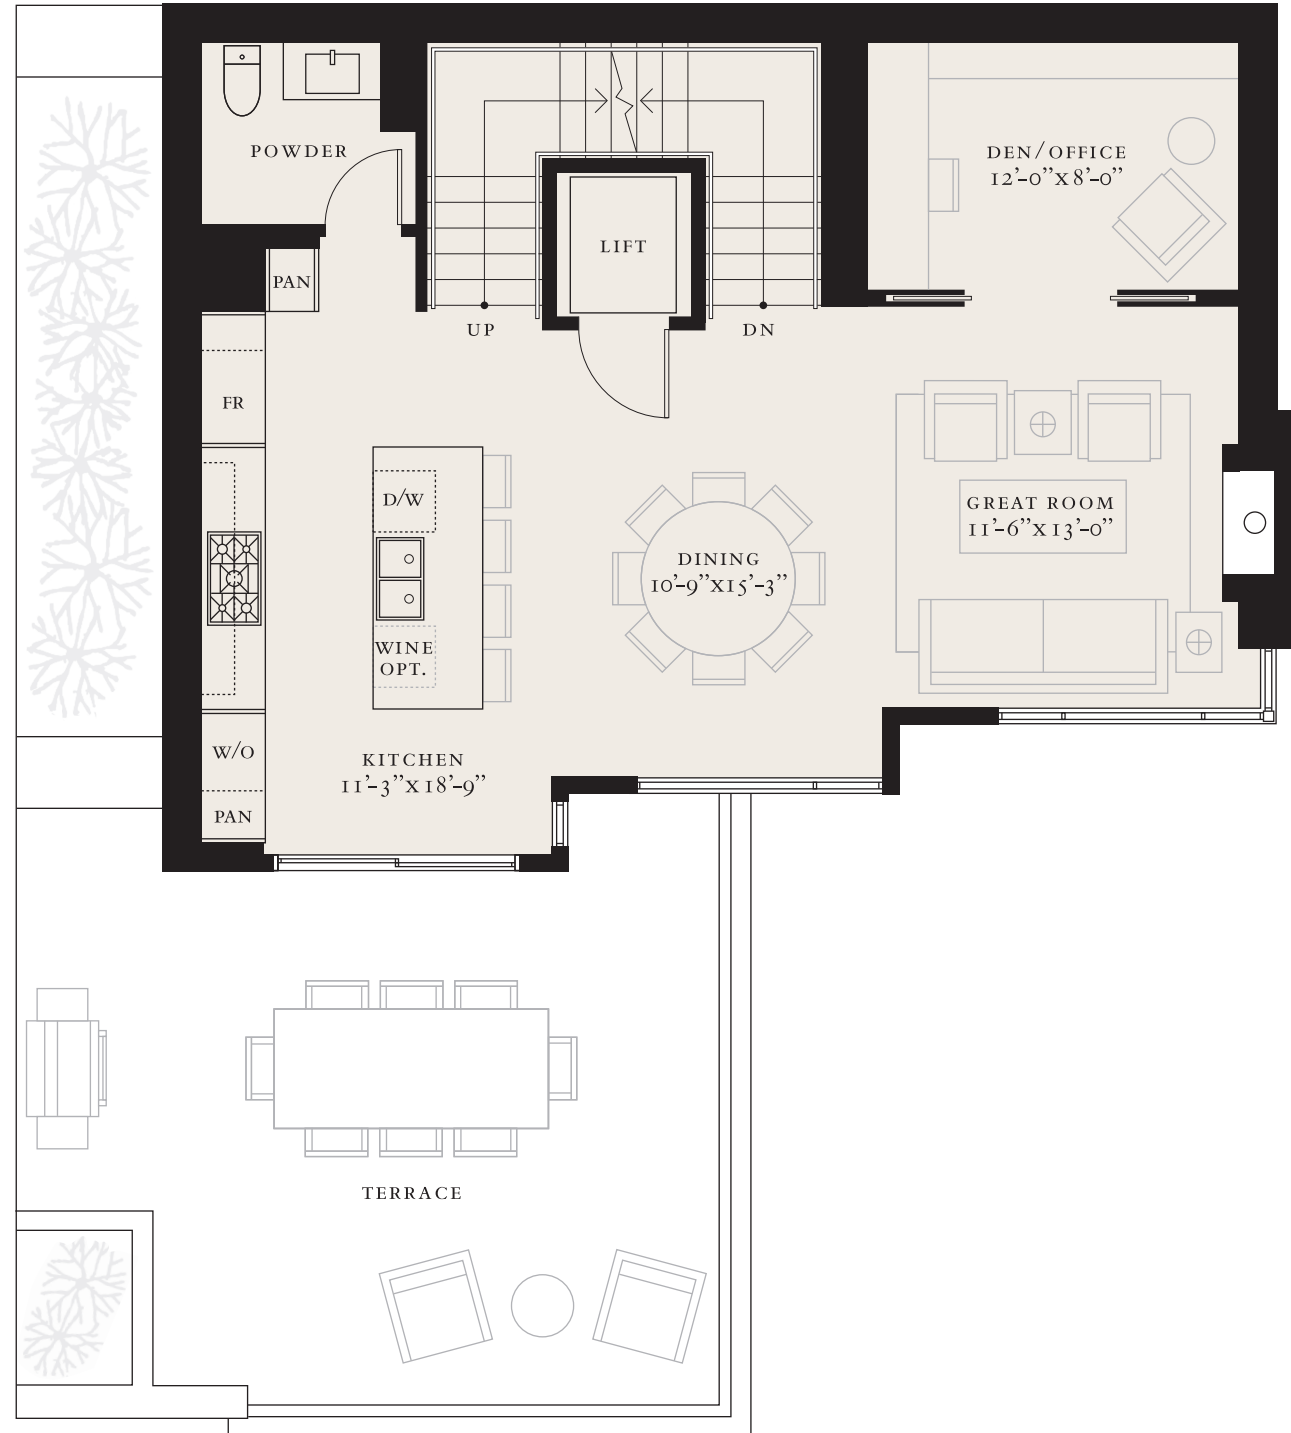 POWDER
DEN/OFFICE
12'-0"X8'-0"
LIFT
PAN
UP
DN
FR
D/W
GREAT ROOM
11'-6"X13'-0"
DINING
10'-9"X15'-3"
WINE
OPT.
W/O
KITCHEN
11'-3"X18'-9"
PAN
TERRACE